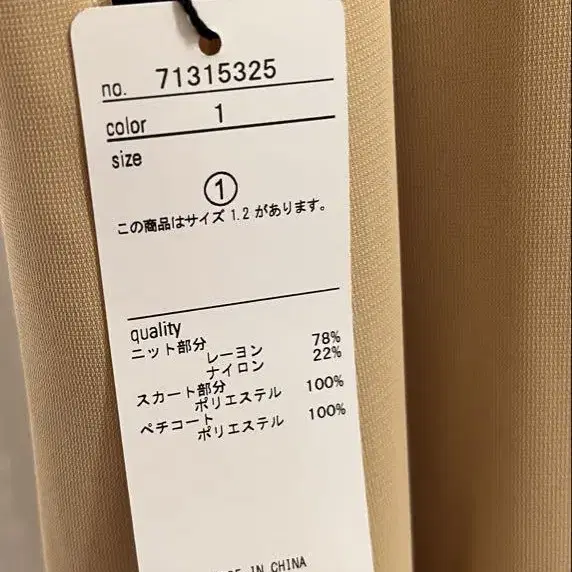 no. 71315325
color 1
size
①
この商品はサイズ 1.2 があります。
quality
ニット部分
レーヨン 78%
ナイロン 22%
スカート部分
ポリエステル 100%
ペチコート
ポリエステル 100%
IN CHINA